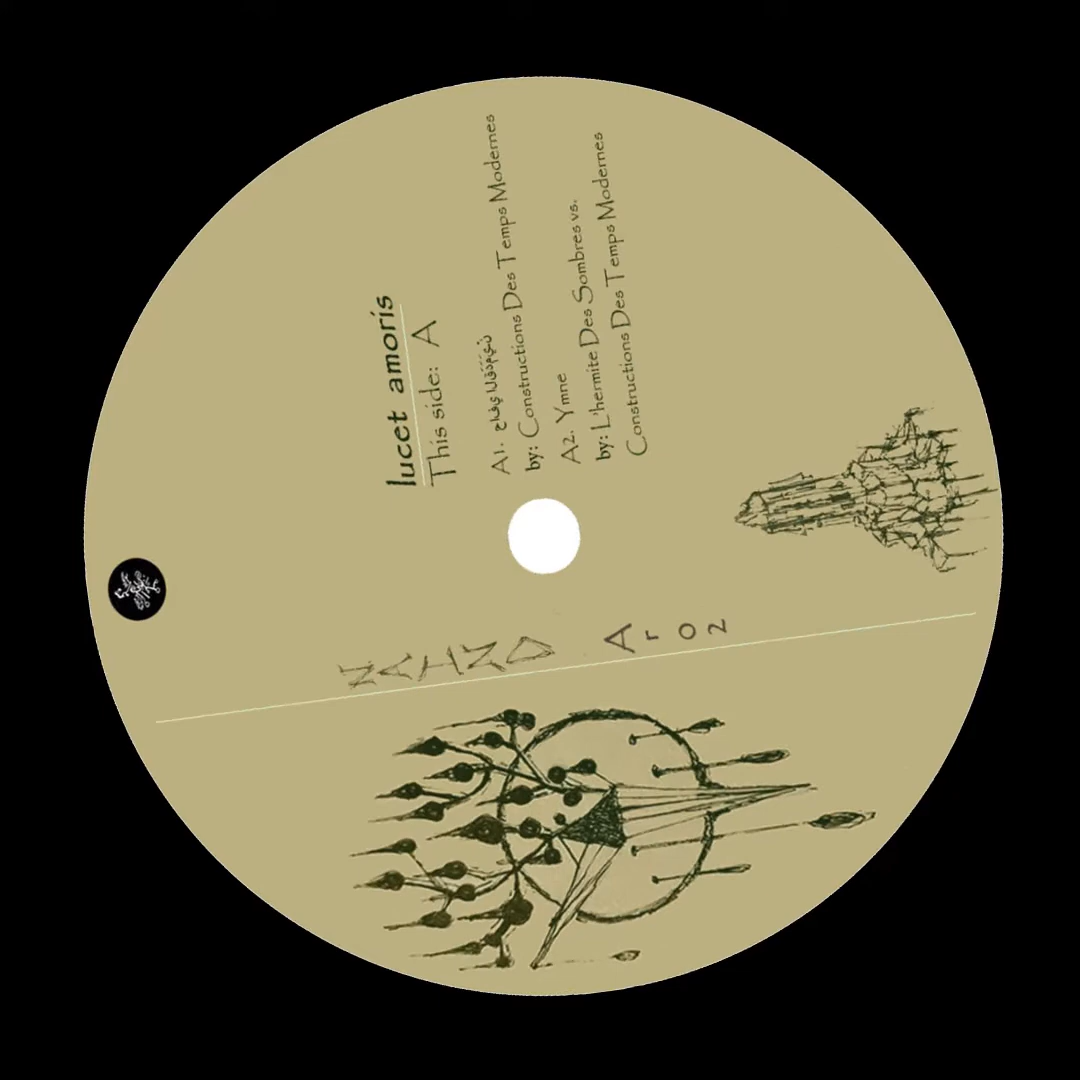 lucet amoris
This side: A
A1.
by: Constructions Des Temps Modernes
A2. Ymne
by: L'hermite Des Sombres vs.
Constructions Des Temps Modernes
Ar02